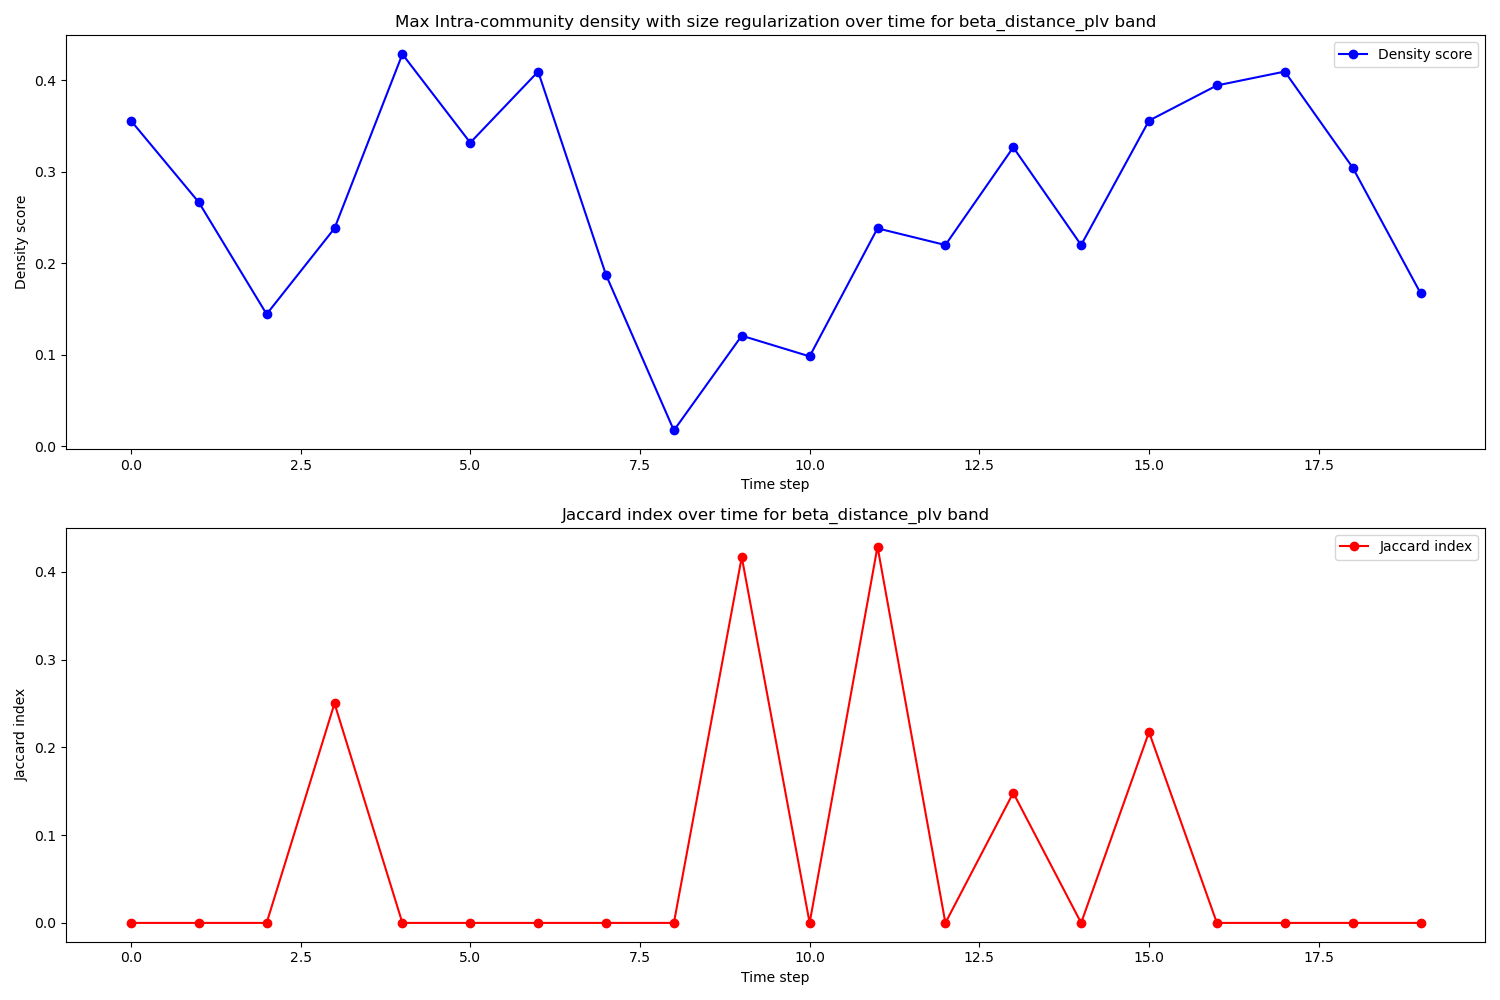 Max Intra-community density with size regularization over time for beta_distance_plv band
Density score
Density score
0.4
0.3
0.2
0.1
0.0
0.0 2.5 5.0 7.5 10.0 12.5 15.0 17.5
Time step
Jaccard index over time for beta_distance_plv band
Jaccard index
Jaccard index
0.4
0.3
0.2
0.1
0.0
0.0 2.5 5.0 7.5 10.0 12.5 15.0 17.5
Time step